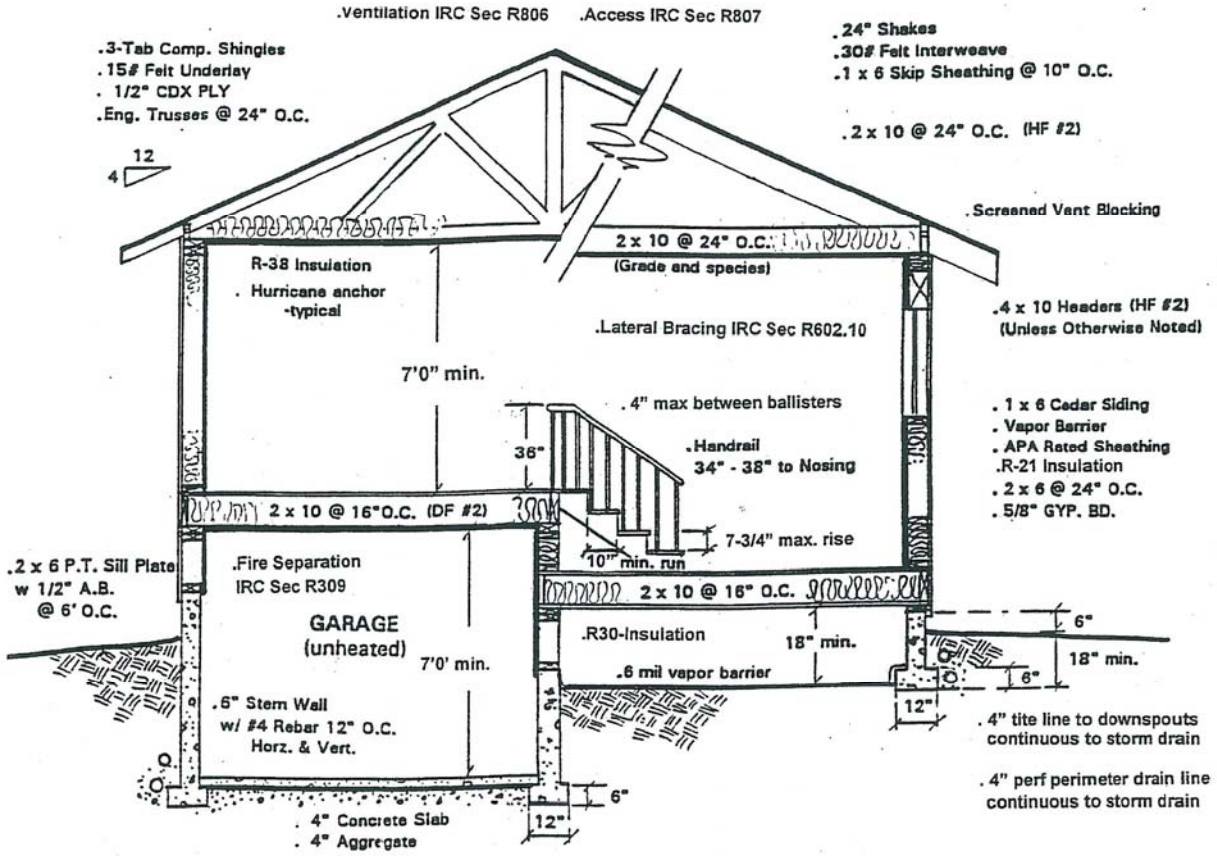 .Ventilation IRC Sec R806 .Access IRC Sec R807
.3-Tab Comp. Shingles
.15# Felt Underlay
. 1/2" CDX PLY
.Eng. Trusses @ 24" O.C.
.24" Shakes
.30# Felt Interweave
.1 x 6 Skip Sheathing @ 10" O.C.
.2 x 10 @ 24" O.C. (HF #2)
12
4
.Screened Vent Blocking
2 x 10 @ 24" O.C.
(Grade and species)
R-38 Insulation
. Hurricane anchor
-typical
.4 x 10 Headers (HF #2)
(Unless Otherwise Noted)
.Lateral Bracing IRC Sec R602.10
7'0" min.
. 4" max between ballisters
36"
.Handrail
34" - 38" to Nosing
. 1 x 6 Cedar Siding
. Vapor Barrier
. APA Rated Sheathing
.R-21 Insulation
. 2 x 6 @ 24" O.C.
. 5/8" GYP. BD.
2 x 10 @ 16"O.C. (DF #2)
7-3/4" max. rise
10" min. run
.2 x 6 P.T. Sill Plate
w 1/2" A.B.
@ 6' O.C.
.Fire Separation
IRC Sec R309
2 x 10 @ 16" O.C.
GARAGE
(unheated)
7'0' min.
.R30-Insulation
18" min.
6"
18" min.
.6 mil vapor barrier
6"
12"
.6" Stem Wall
w/ #4 Rebar 12" O.C.
Horz. & Vert.
. 4" tite line to downspouts
continuous to storm drain
. 4" perf perimeter drain line
continuous to storm drain
6"
12"
. 4" Concrete Slab
. 4" Aggregate